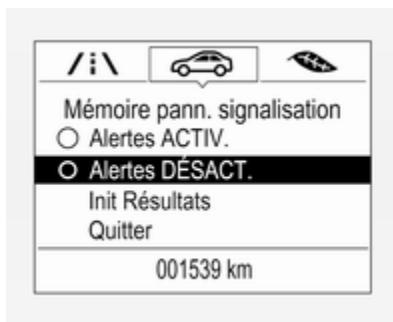 Mémoire pann. signalisation
Alertes ACTIV.
Alertes DÉSACT.
Init Résultats
Quitter
001539 km